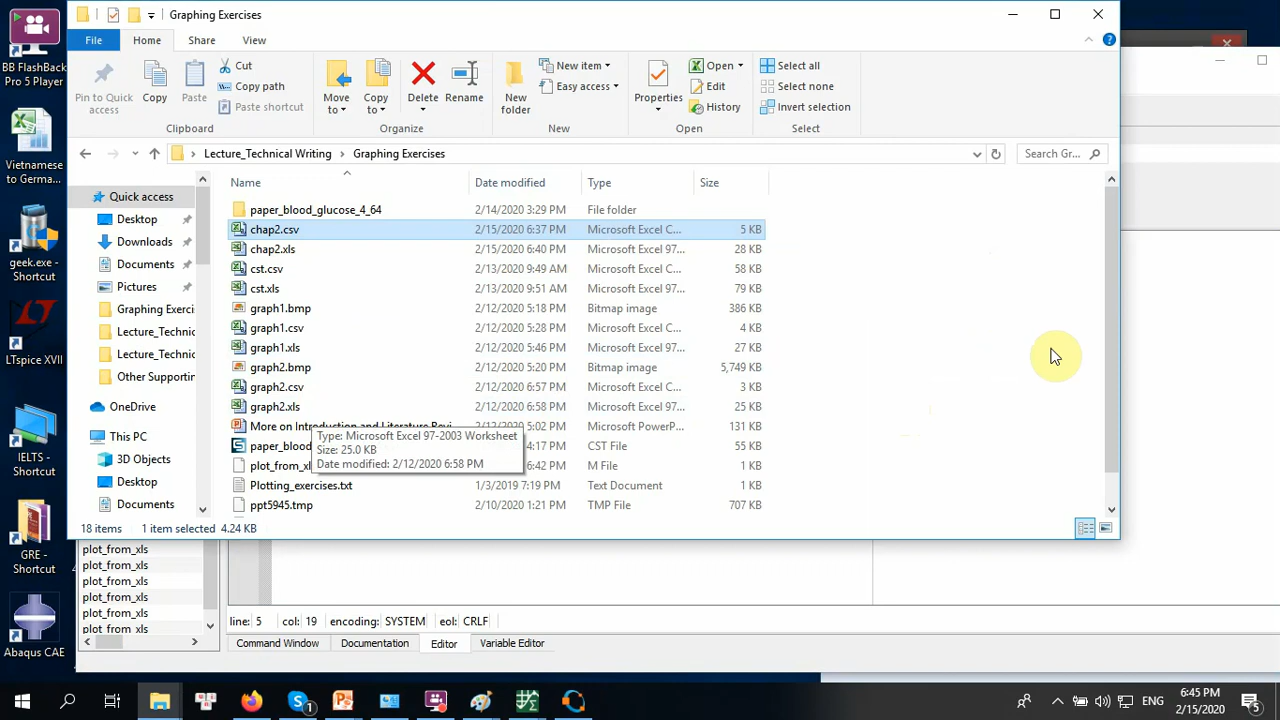 Graphing Exercises
File Home Share View
Pin to Quick access
Copy
Paste
Cut
Copy path
Paste shortcut
Move to
Copy to
Delete
Rename
New folder
New item
Easy access
Properties
Open
Edit
History
Select all
Select none
Invert selection
Clipboard Organize New Open Select
Lecture_Technical Writing > Graphing Exercises
Search Gr...
Name Date modified Type Size
paper_blood_glucose_4_64 2/14/2020 3:29 PM File folder
chap2.csv 2/15/2020 6:37 PM Microsoft Excel C... 5 KB
chap2.xls 2/15/2020 6:40 PM Microsoft Excel 97... 28 KB
cst.csv 2/13/2020 9:49 AM Microsoft Excel C... 58 KB
cst.xls 2/13/2020 9:51 AM Microsoft Excel 97... 79 KB
graph1.bmp 2/12/2020 5:18 PM Bitmap image 386 KB
graph1.csv 2/12/2020 5:28 PM Microsoft Excel C... 4 KB
graph1.xls 2/12/2020 5:46 PM Microsoft Excel 97... 27 KB
graph2.bmp 2/12/2020 5:20 PM Bitmap image 5,749 KB
graph2.csv 2/12/2020 6:57 PM Microsoft Excel C... 3 KB
graph2.xls 2/12/2020 6:58 PM Microsoft Excel 97... 25 KB
More on Introduction and Literature 2/12/2020 5:02 PM Microsoft PowerP... 131 KB
paper_blood 4:17 PM CST File 55 KB
plot_from_xl 6:42 PM M File 1 KB
Plotting_exercises.txt 1/3/2019 7:19 PM Text Document 1 KB
ppt5945.tmp 2/10/2020 1:21 PM TMP File 707 KB
Type: Microsoft Excel 97-2003 Worksheet
Size: 25.0 KB
Date modified: 2/12/2020 6:58 PM
Quick access
Desktop
Downloads
Documents
Pictures
Graphing Exerci
Lecture_Technic
Lecture_Technic
Other Supportin
OneDrive
This PC
3D Objects
Desktop
Documents
18 items 1 item selected 4.24 KB
BB FlashBack
Pro 5 Player
Vietnamese
to Germa...
geek.exe -
Shortcut
LTspice XVII
IELTS -
Shortcut
GRE -
Shortcut
Abaqus CAE
plot_from_xls
plot_from_xls
plot_from_xls
plot_from_xls
plot_from_xls
plot_from_xls
line: 5 col: 19 encoding: SYSTEM eol: CRLF
Command Window Documentation Editor Variable Editor
1
ENG
6:45 PM
2/15/2020
5